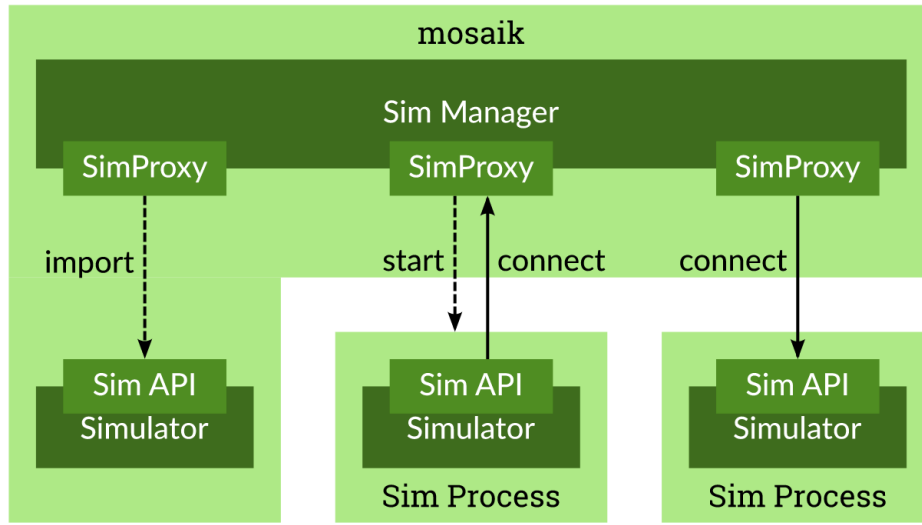 mosaik
Sim Manager
SimProxy SimProxy SimProxy
import start connect connect
Sim API Sim API Sim API
Simulator Simulator Simulator
Sim Process Sim Process